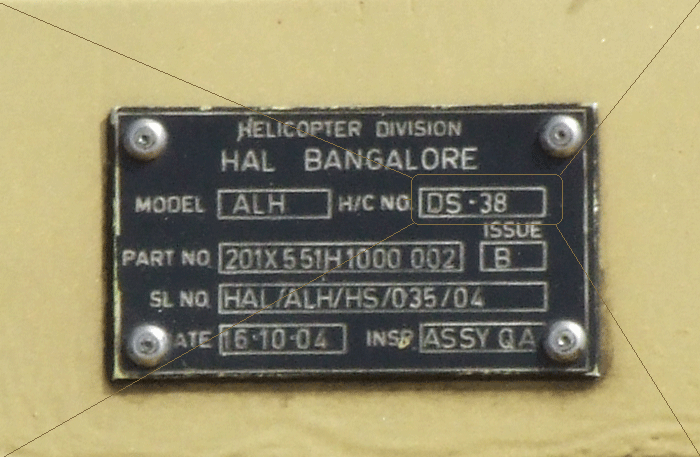 HELICOPTER DIVISION
HAL BANGALORE
MODEL ALH H/C NO DS-38
ISSUE
PART NO. 201X551H1000 002 B
SL NO. HAL/ALH/HS/035/04
ATE 16-10-04 INSP ASSY QA